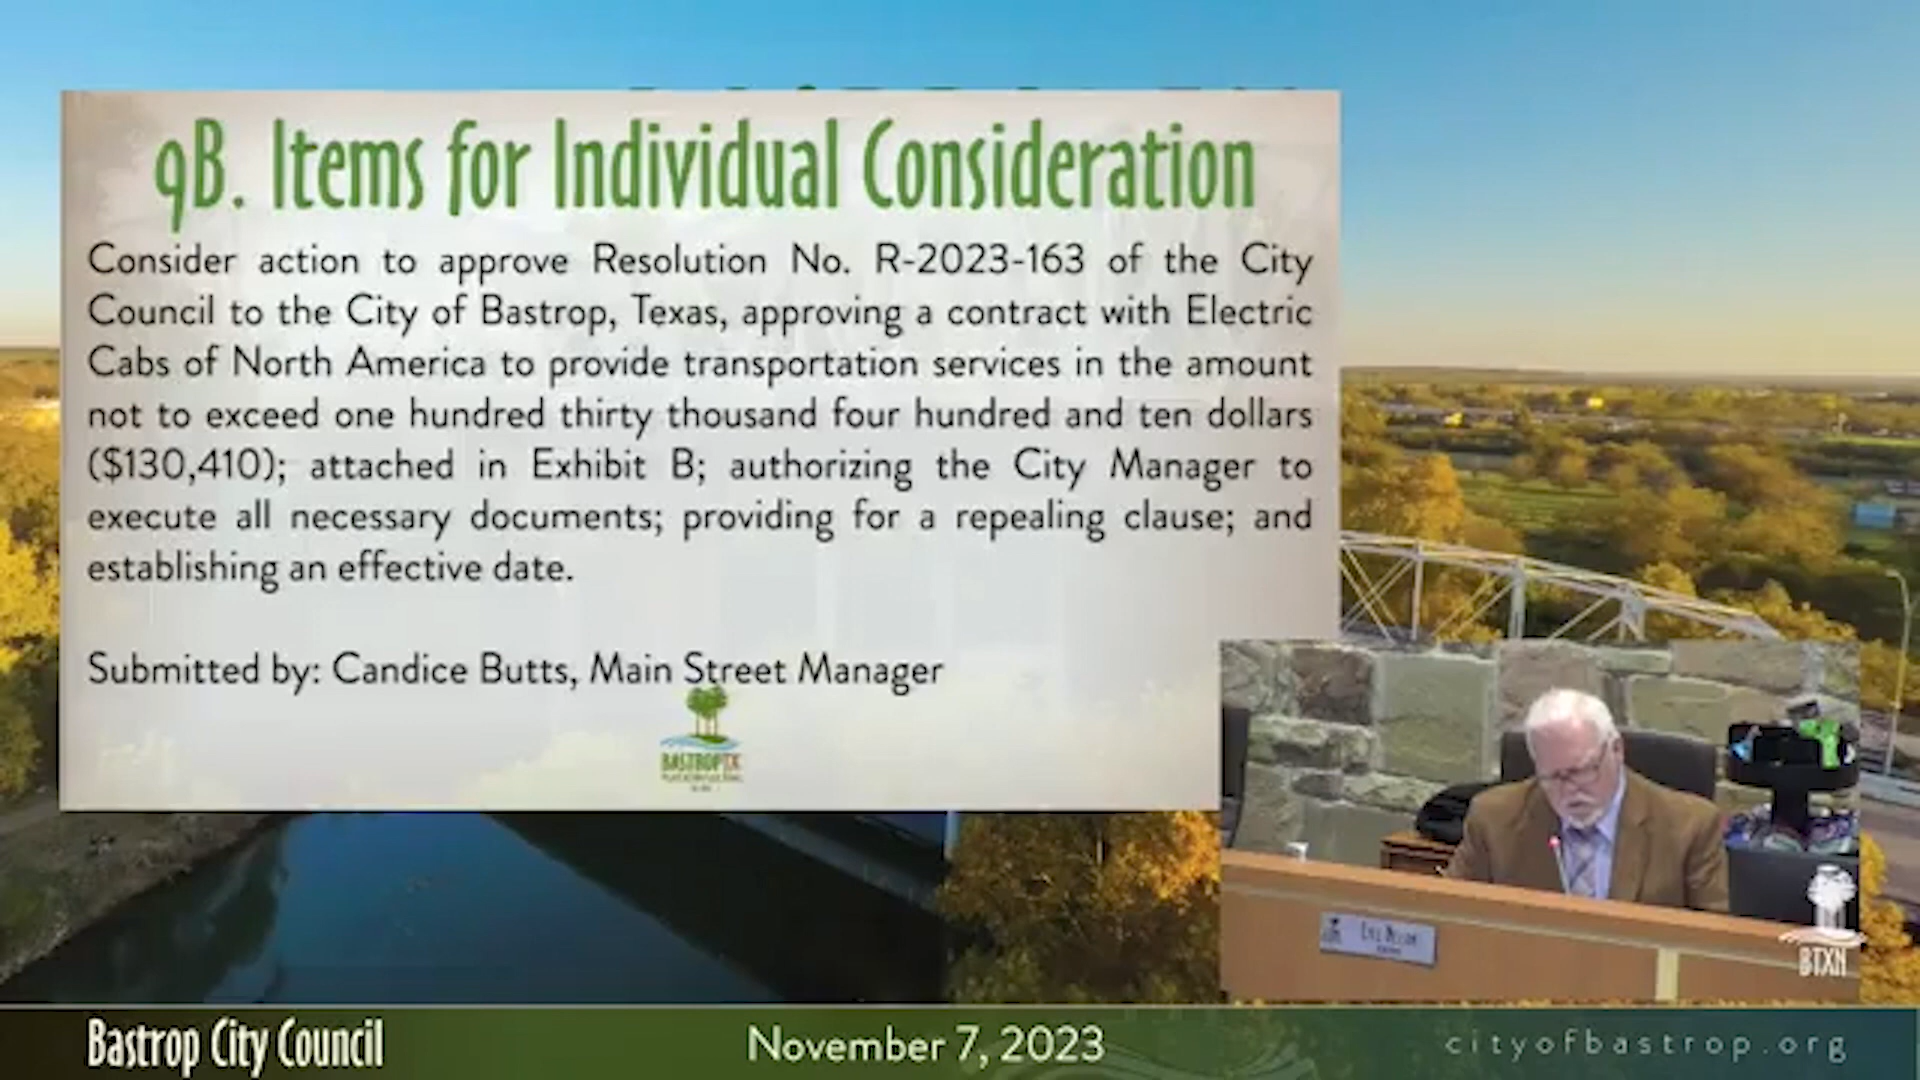 9B. Items for Individual Consideration
Consider action to approve Resolution No. R-2023-163 of the City
Council to the City of Bastrop, Texas, approving a contract with Electric
Cabs of North America to provide transportation services in the amount
not to exceed one hundred thirty thousand four hundred and ten dollars
($130,410); attached in Exhibit B; authorizing the City Manager to
execute all necessary documents; providing for a repealing clause; and
establishing an effective date.
Submitted by: Candice Butts, Main Street Manager
BASTROPTX
BTXN
Bastrop City Council
November 7, 2023
cityofbastrop.org